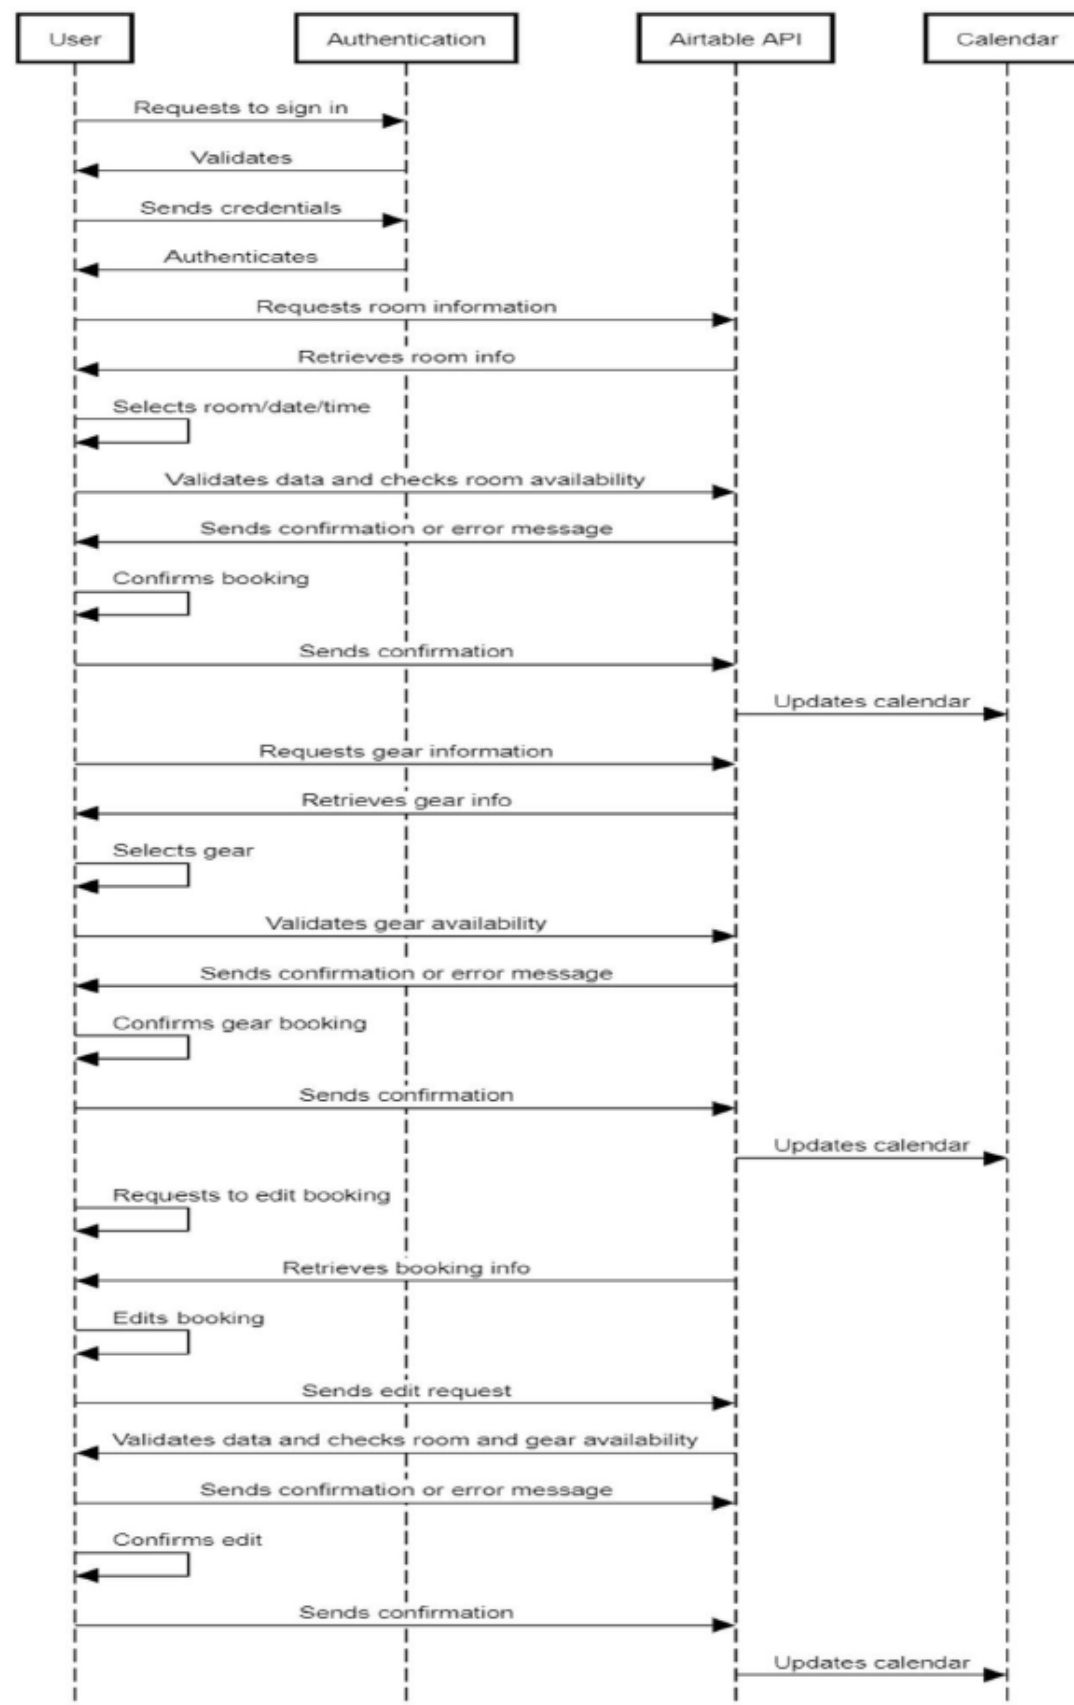 User
Authentication
Airtable API
Calendar
Requests to sign in
Validates
Sends credentials
Authenticates
Requests room information
Retrieves room info
Selects room/date/time
Validates data and checks room availability
Sends confirmation or error message
Confirms booking
Sends confirmation
Updates calendar
Requests gear information
Retrieves gear info
Selects gear
Validates gear availability
Sends confirmation or error message
Confirms gear booking
Sends confirmation
Updates calendar
Requests to edit booking
Retrieves booking info
Edits booking
Sends edit request
Validates data and checks room and gear availability
Sends confirmation or error message
Confirms edit
Sends confirmation
Updates calendar